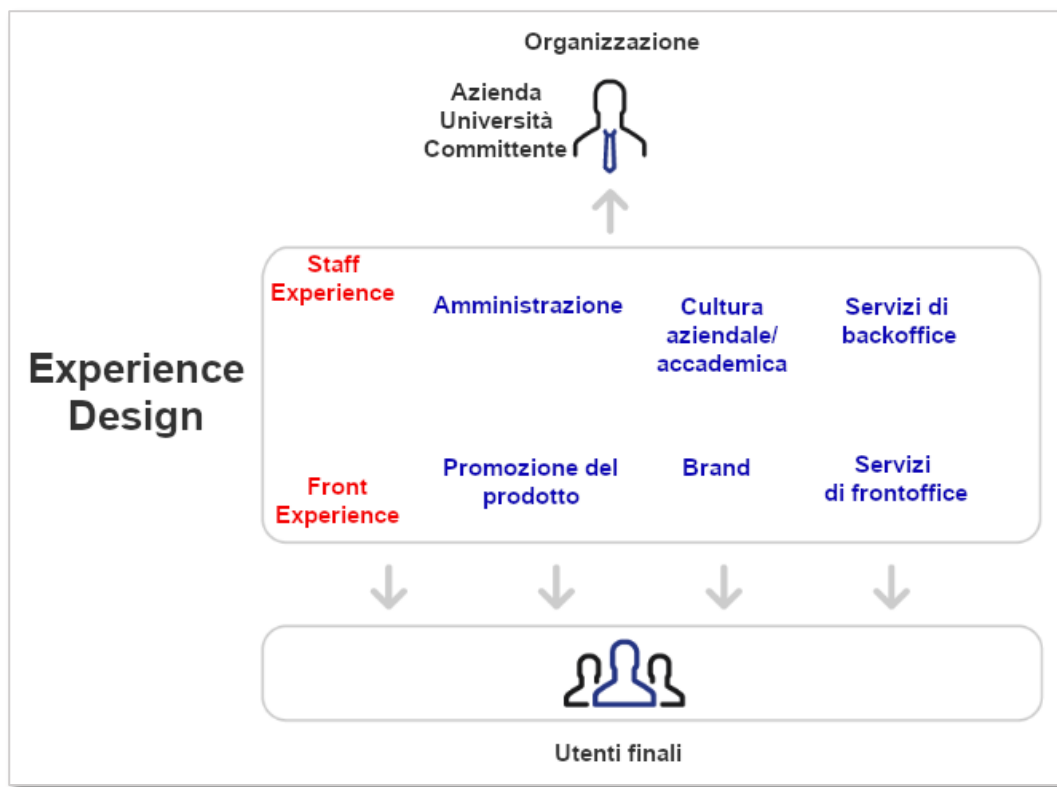 Organizzazione
Azienda
Università
Committente
Experience
Design
Staff
Experience
Amministrazione
Cultura
aziendale/
accademica
Servizi di
backoffice
Front
Experience
Promozione del
prodotto
Brand
Servizi
di frontoffice
Utenti finali